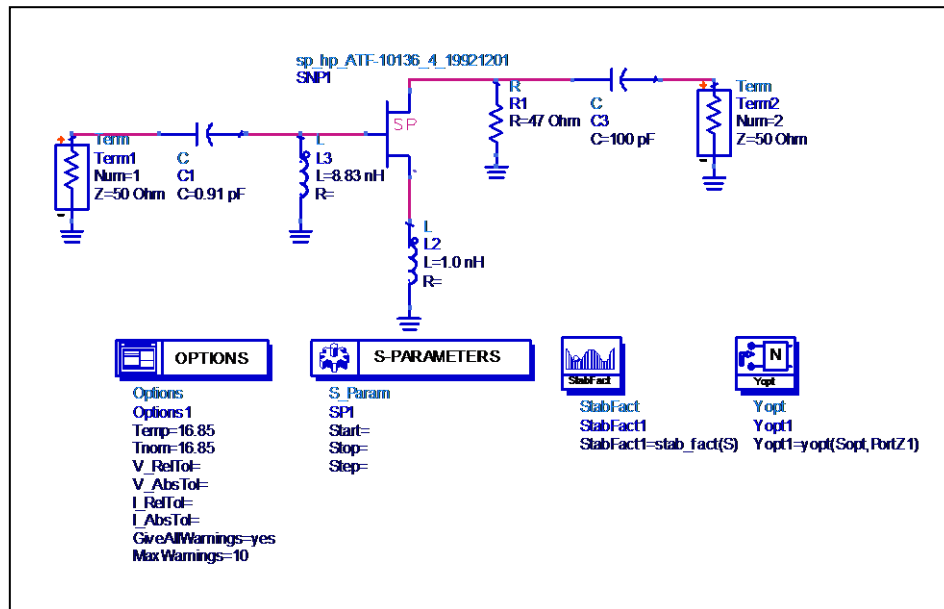 sp_hp_ATF-10136_4_19921201
SNP1
SP
Term
Term1
Num=1
Z=50 Ohm
C
C1
C=0.91 pF
L
L3
L=8.83 nH
R=
L
L2
L=1.0 nH
R=
R
R1
R=47 Ohm
C
C3
C=100 pF
Term
Term2
Num=2
Z=50 Ohm
OPTIONS
Options
Options1
Temp=16.85
Tnom=16.85
V_RelTol=
V_AbsTol=
I_RelTol=
I_AbsTol=
GiveAllWarnings=yes
MaxWarnings=10
S-PARAMETERS
S_Param
SP1
Start=
Stop=
Step=
StabFact
StabFact
StabFact1
StabFact1=stab_fact(S)
N
Yopt
Yopt
Yopt1
Yopt1=yopt(Sopt,PortZ1)